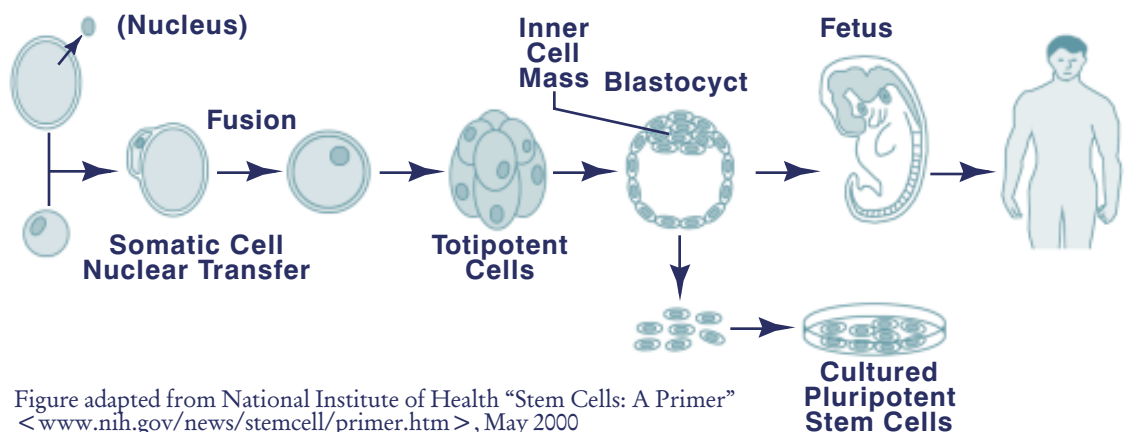 (Nucleus)
Fusion
Somatic Cell
Nuclear Transfer
Totipotent
Cells
Inner
Cell
Mass
Blastocyct
Fetus
Cultured
Pluripotent
Stem Cells
Figure adapted from National Institute of Health “Stem Cells: A Primer”
<www.nih.gov/news/stemcell/primer.htm>, May 2000